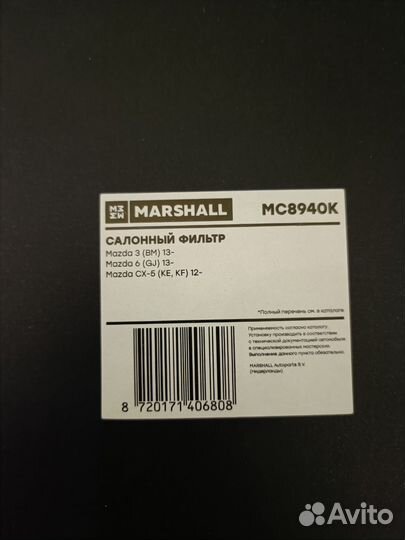 MARSHALL MC8940K
САЛОННЫЙ ФИЛЬТР
Mazda 3 (BM) 13-
Mazda 6 (GJ) 13-
Mazda CX-5 (KE, KF) 12-
*Полный перечень см. в каталоге
Применяемость согласно каталогу.
Установку производить в соответствии
с технической документацией автомобиля
в специализированных мастерских.
Выполнение данного пункта обязательно.
MARSHALL Autoparts B.V.
(Нидерланды)
8 720171 406808
Avito